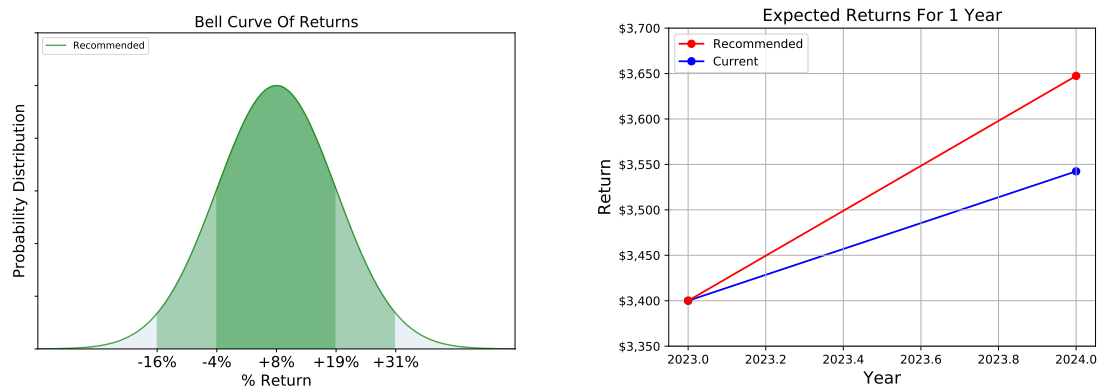 Bell Curve Of Returns
Recommended
Probability Distribution
-16%
-4%
+8%
+19%
+31%
% Return
Expected Returns For 1 Year
Recommended
Current
Return
$3,700
$3,650
$3,600
$3,550
$3,500
$3,450
$3,400
$3,350
2023.0
2023.2
2023.4
2023.6
2023.8
2024.0
Year